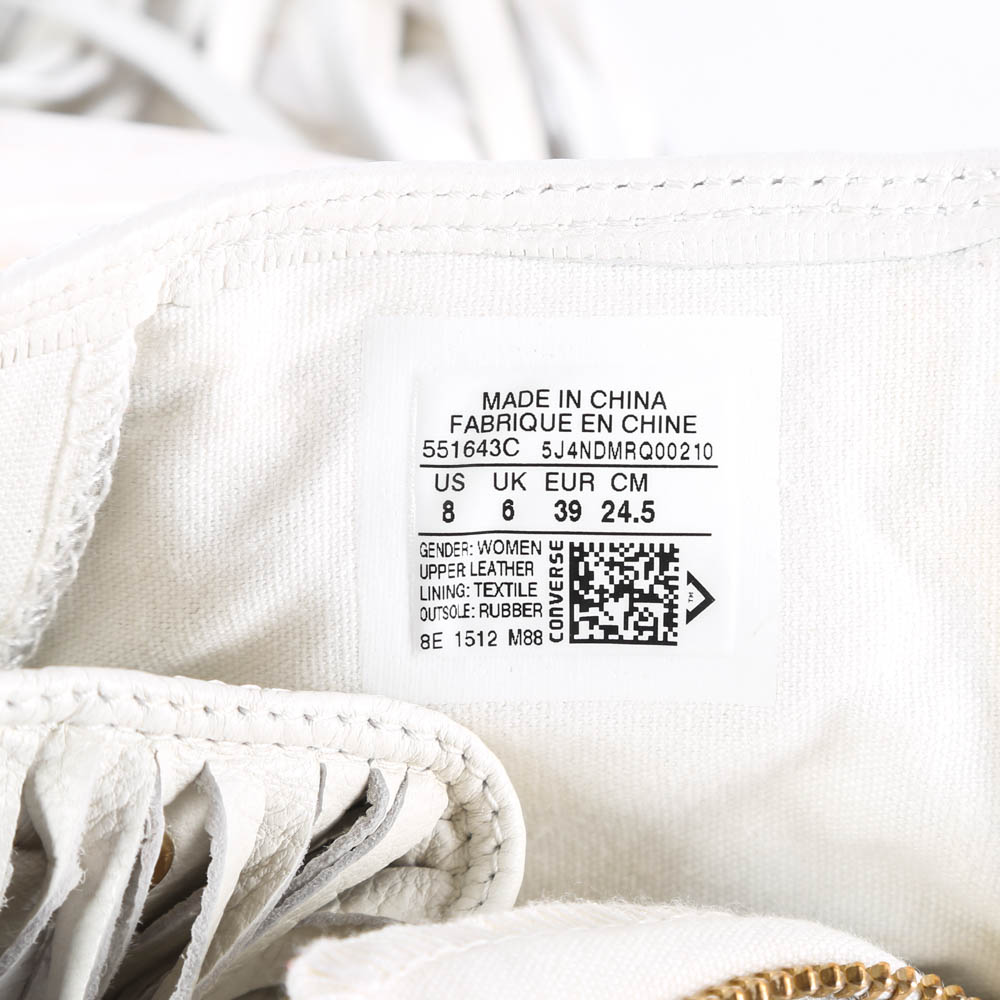 MADE IN CHINA
FABRIQUE EN CHINE
551643C 5J4NDMRQ00210
US UK EUR CM
8 6 39 24.5
GENDER: WOMEN
UPPER LEATHER
LINING: TEXTILE
OUTSOLE: RUBBER
8E 1512 M88
CONVERSE
TM